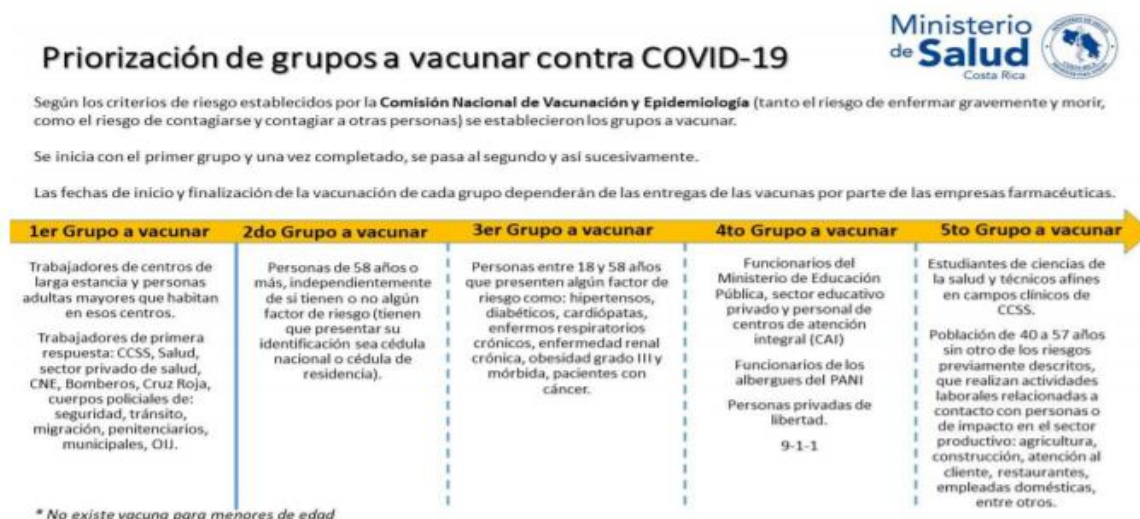 Ministerio
de Salud
Costa Rica
Priorización de grupos a vacunar contra COVID-19
Según los criterios de riesgo establecidos por la Comisión Nacional de Vacunación y Epidemiología (tanto el riesgo de enfermar gravemente y morir,
como el riesgo de contagiarse y contagiar a otras personas) se establecieron los grupos a vacunar.
Se inicia con el primer grupo y una vez completado, se pasa al segundo y así sucesivamente.
Las fechas de inicio y finalización de la vacunación de cada grupo dependerán de las entregas de las vacunas por parte de las empresas farmacéuticas.
1er Grupo a vacunar
Trabajadores de centros de
larga estancia y personas
adultas mayores que habitan
en esos centros.
Trabajadores de primera
respuesta: CCSS, Salud,
sector privado de salud,
CNE, Bomberos, Cruz Roja,
cuerpos policiales de:
seguridad, tránsito,
migración, penitenciarios,
municipales, OIJ.
2do Grupo a vacunar
Personas de 58 años o
más, independientemente
de si tienen o no algún
factor de riesgo (tienen
que presentar su
identificación sea cédula
nacional o cédula de
residencia).
3er Grupo a vacunar
Personas entre 18 y 58 años
que presenten algún factor de
riesgo como: hipertensos,
diabéticos, cardiópatas,
enfermos respiratorios
crónicos, enfermedad renal
crónica, obesidad grado III y
mórbida, pacientes con
cáncer.
4to Grupo a vacunar
Funcionarios del
Ministerio de Educación
Pública, sector educativo
privado y personal de
centros de atención
integral (CAI)
Funcionarios de los
albergues del PANI
Personas privadas de
libertad.
9-1-1
5to Grupo a vacunar
Estudiantes de ciencias de
la salud y técnicos afines
en campos clínicos de
CCSS.
Población de 40 a 57 años
sin otro de los riesgos
previamente descritos,
que realizan actividades
laborales relacionadas a
contacto con personas o
de impacto en el sector
productivo: agricultura,
construcción, atención al
cliente, restaurantes,
empleadas domésticas,
entre otros.
* No existe vacuna para menores de edad